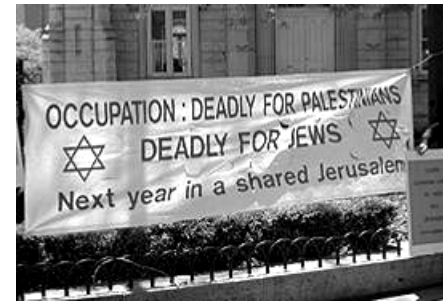 OCCUPATION : DEADLY FOR PALESTINIANS
DEADLY FOR JEWS
Next year in a shared Jerusalem